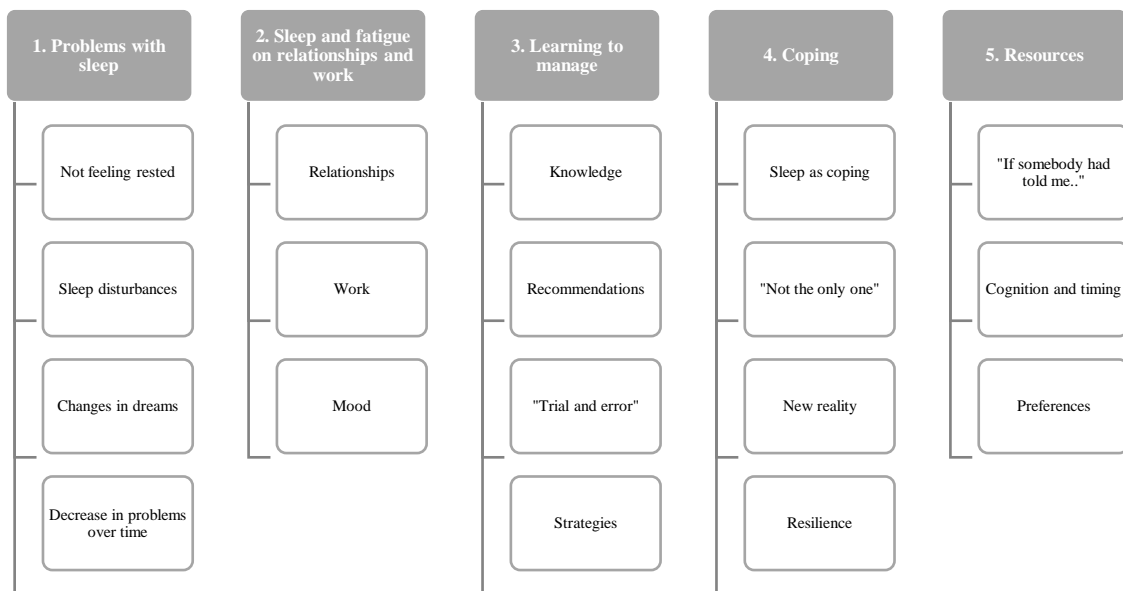 1. Problems with
sleep
Not feeling rested
Sleep disturbances
Changes in dreams
Decrease in problems
over time
2. Sleep and fatigue
on relationships and
work
Relationships
Work
Mood
3. Learning to
manage
Knowledge
Recommendations
"Trial and error"
Strategies
4. Coping
Sleep as coping
"Not the only one"
New reality
Resilience
5. Resources
"If somebody had
told me.."
Cognition and timing
Preferences